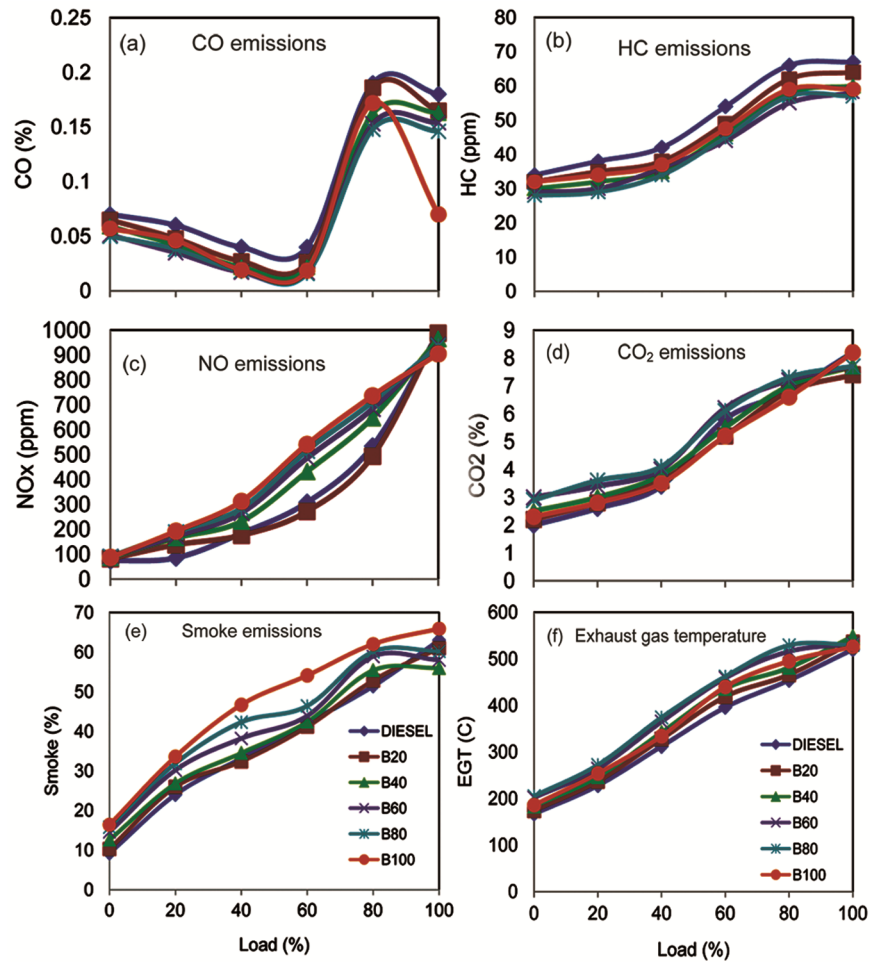 (a) CO emissions
CO (%)
0.25
0.2
0.15
0.1
0.05
0
(b) HC emissions
HC (ppm)
80
70
60
50
40
30
20
10
0
(c) NO emissions
NOx (ppm)
1000
900
800
700
600
500
400
300
200
100
0
(d) CO₂ emissions
CO2 (%)
9
8
7
6
5
4
3
2
1
0
(e) Smoke emissions
Smoke (%)
70
60
50
40
30
20
10
0
DIESEL
B20
B40
B60
B80
B100
0 20 40 60 80 100
Load (%)
(f) Exhaust gas temperature
EGT (C)
600
500
400
300
200
100
0
DIESEL
B20
B40
B60
B80
B100
0 20 40 60 80 100
Load (%)